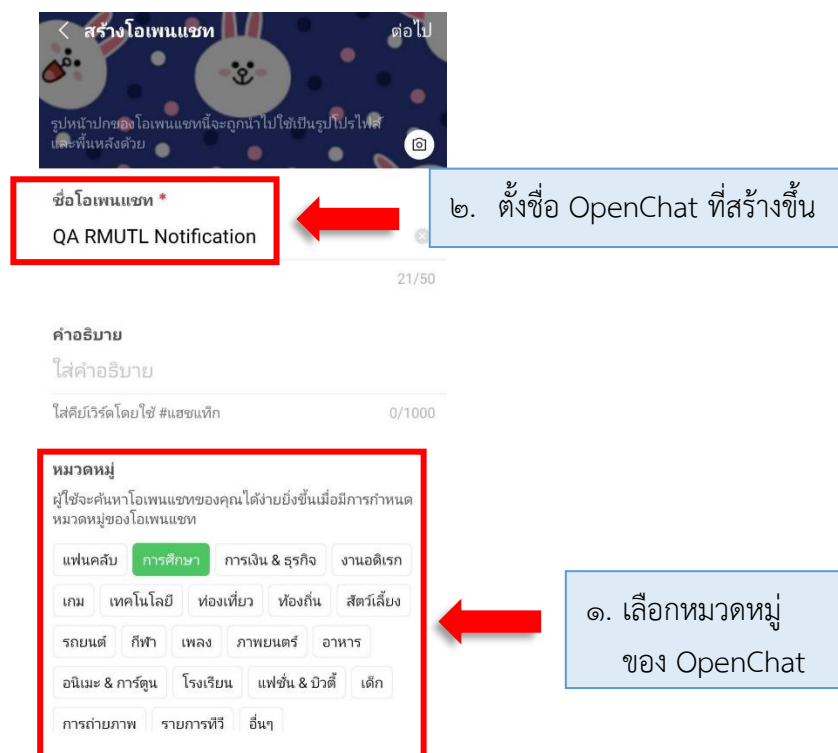 สร้างโอเพนแชท
ต่อไป
รูปหน้าปกของโอเพนแชทนี้จะถูกนำไปใช้เป็นรูปโปรไฟล์
และพื้นหลังด้วย
ชื่อโอเพนแชท *
QA RMUTL Notification
๒. ตั้งชื่อ OpenChat ที่สร้างขึ้น
21/50
คำอธิบาย
ใส่คำอธิบาย
ใส่คีย์เวิร์ดโดยใช้ #แฮชแท็ก 0/1000
หมวดหมู่
ผู้ใช้จะค้นหาโอเพนแชทของคุณได้ง่ายยิ่งขึ้นเมื่อมีการกำหนด
หมวดหมู่ของโอเพนแชท
แฟนคลับ การศึกษา การเงิน & ธุรกิจ งานอดิเรก
เกม เทคโนโลยี ท่องเที่ยว ท้องถิ่น สัตว์เลี้ยง
รถยนต์ กีฬา เพลง ภาพยนตร์ อาหาร
อนิเมะ & การ์ตูน โรงเรียน แฟชั่น & บิวตี้ เด็ก
การถ่ายภาพ รายการทีวี อื่นๆ
๑. เลือกหมวดหมู่
ของ OpenChat